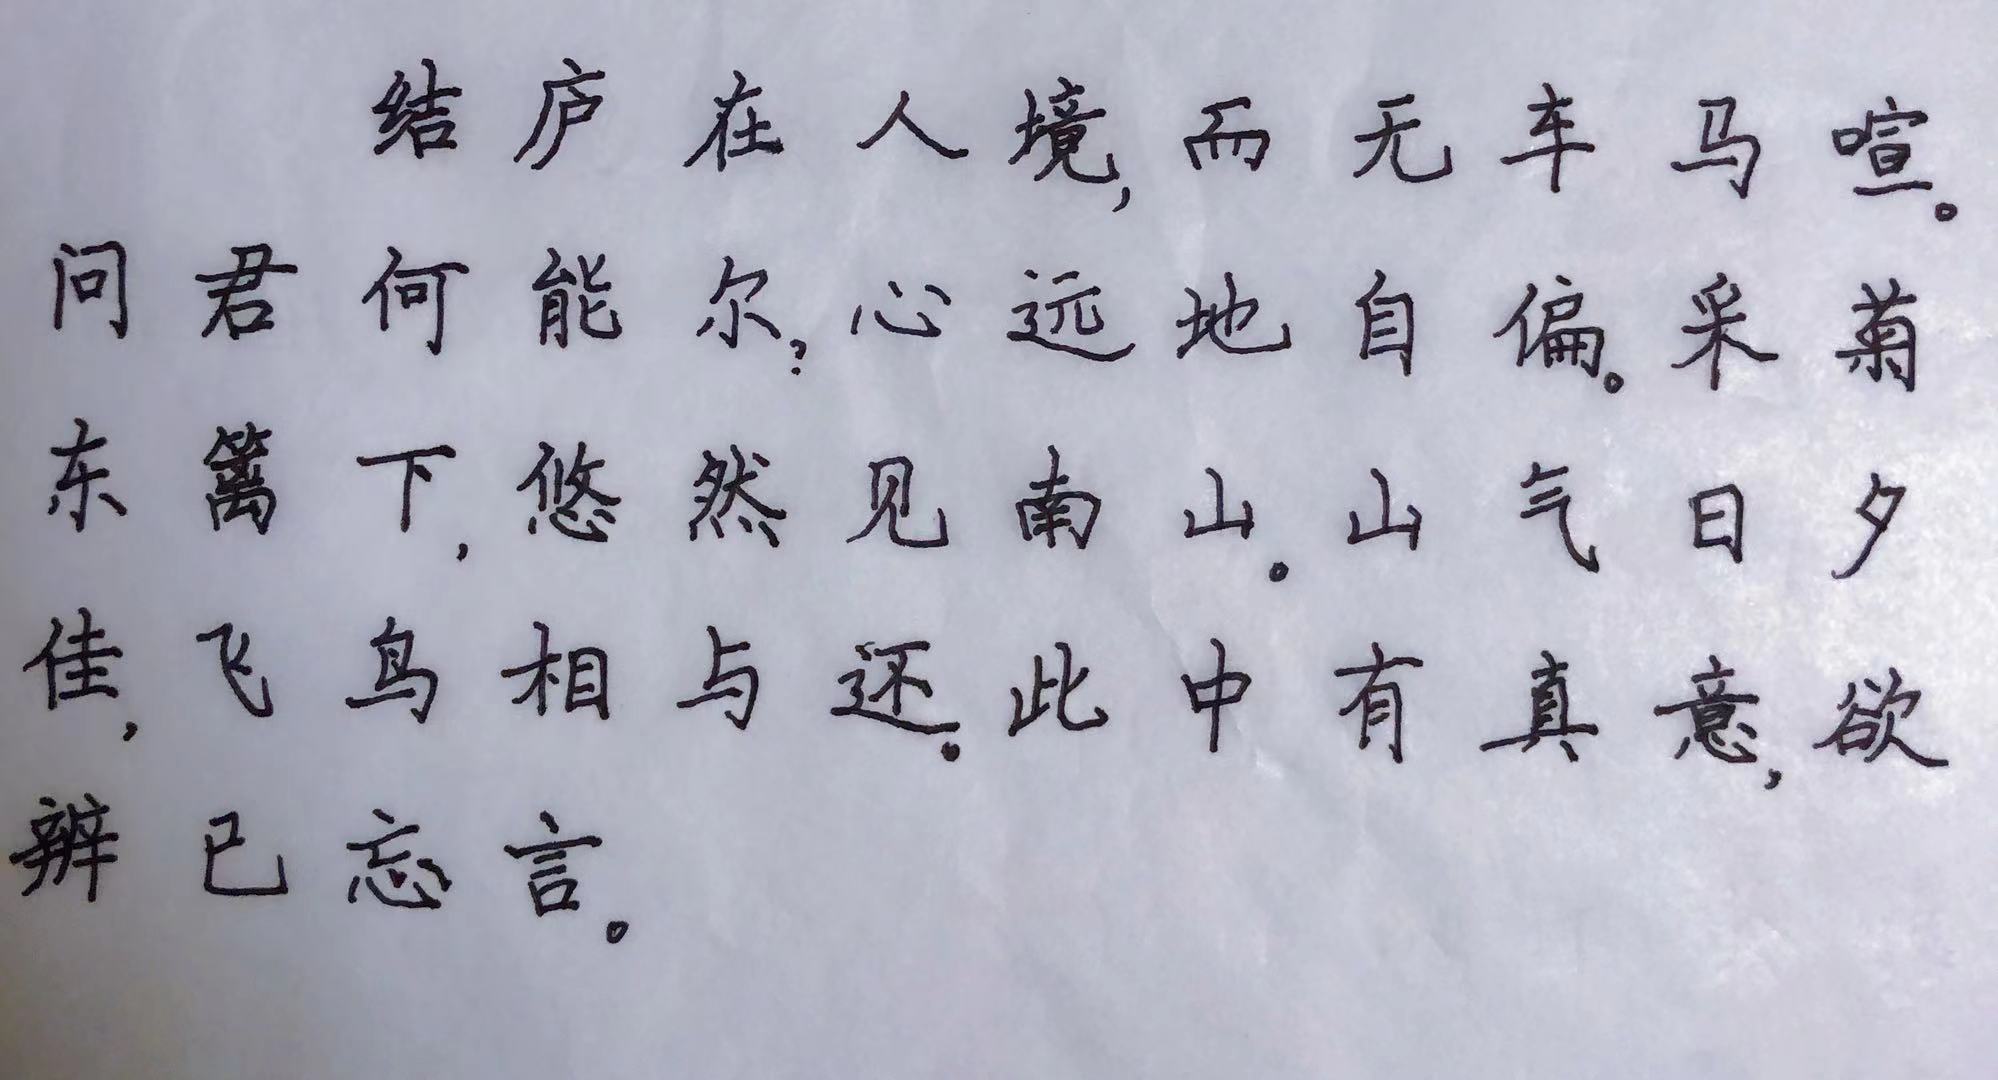 结庐在人境,而无车马喧。
问君何能尔?心远地自偏。采菊
东篱下,悠然见南山。山气日夕
佳,飞鸟相与还。此中有真意,欲
辨已忘言。